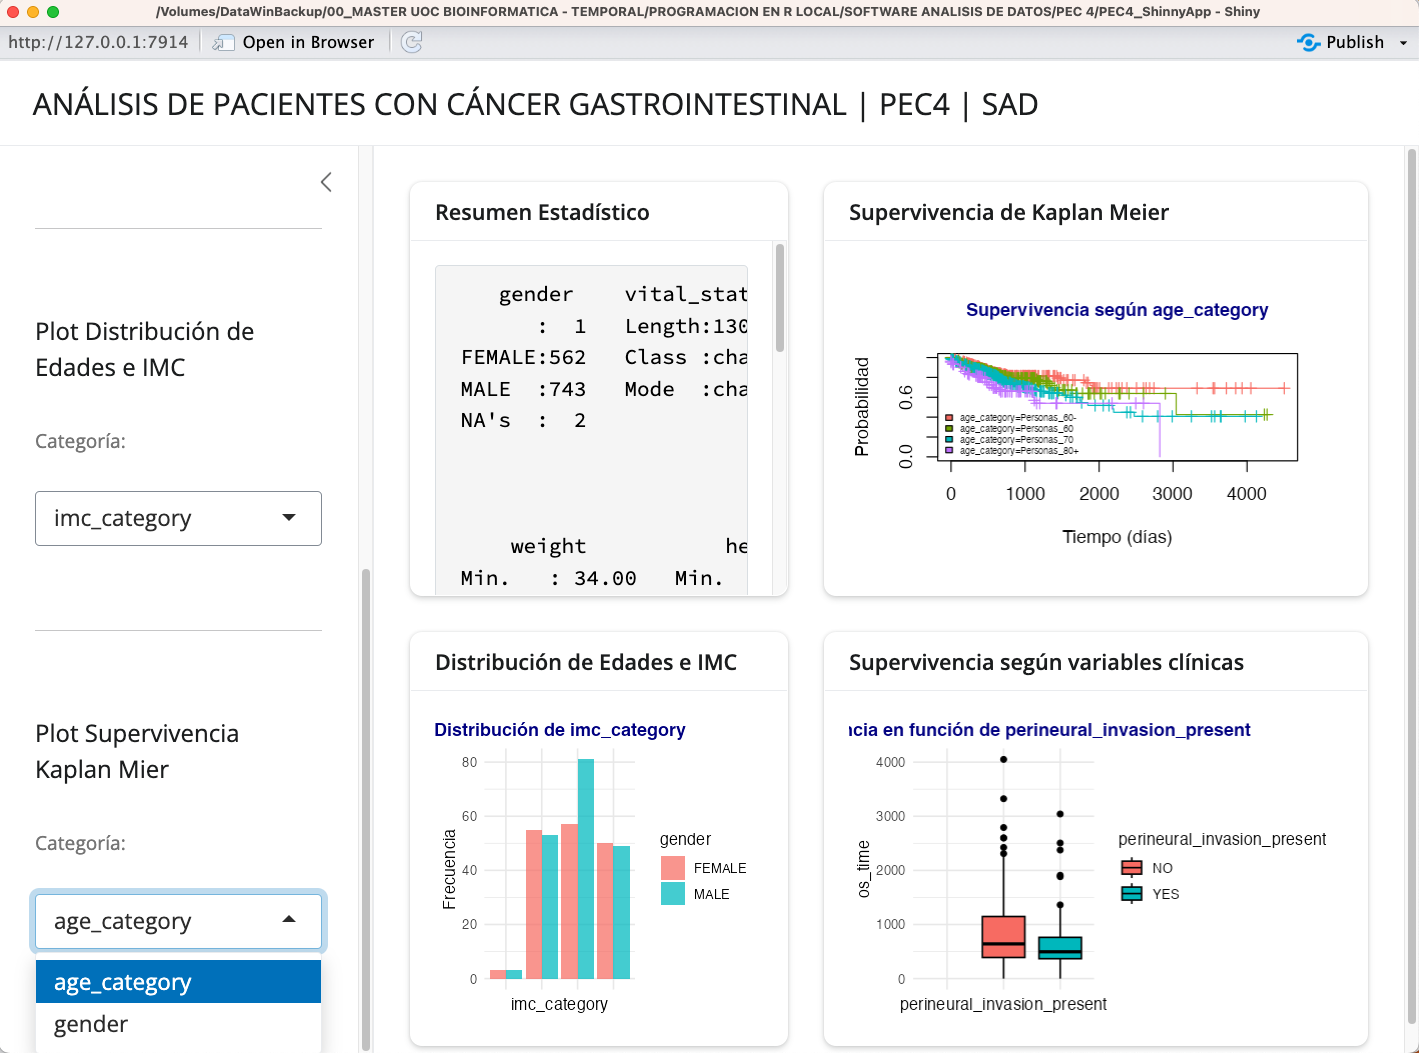 /Volumes/DataWinBackup/00_MASTER UOC BIOINFORMATICA - TEMPORAL/PROGRAMACION EN R LOCAL/SOFTWARE ANALISIS DE DATOS/PEC 4/PEC4_ShinnyApp - Shiny
http://127.0.0.1:7914
Open in Browser
Publish
ANÁLISIS DE PACIENTES CON CÁNCER GASTROINTESTINAL | PEC4 | SAD
Plot Distribución de
Edades e IMC
Categoría:
imc_category
Plot Supervivencia
Kaplan Mier
Categoría:
age_category
age_category
gender
Resumen Estadístico
gender vital_stat
: 1 Length:130
FEMALE:562 Class :cha
MALE :743 Mode :cha
NA's : 2
weight he
Min. : 34.00 Min.
Supervivencia de Kaplan Meier
Supervivencia según age_category
Probabilidad
0.6
0.0
age_category=Personas_60-
age_category=Personas_60
age_category=Personas_70
age_category=Personas_80+
0 1000 2000 3000 4000
Tiempo (días)
Distribución de Edades e IMC
Distribución de imc_category
Frecuencia
80
60
40
20
0
imc_category
gender
FEMALE
MALE
Supervivencia según variables clínicas
ncia en función de perineural_invasion_present
os_time
4000
3000
2000
1000
0
perineural_invasion_present
perineural_invasion_present
NO
YES